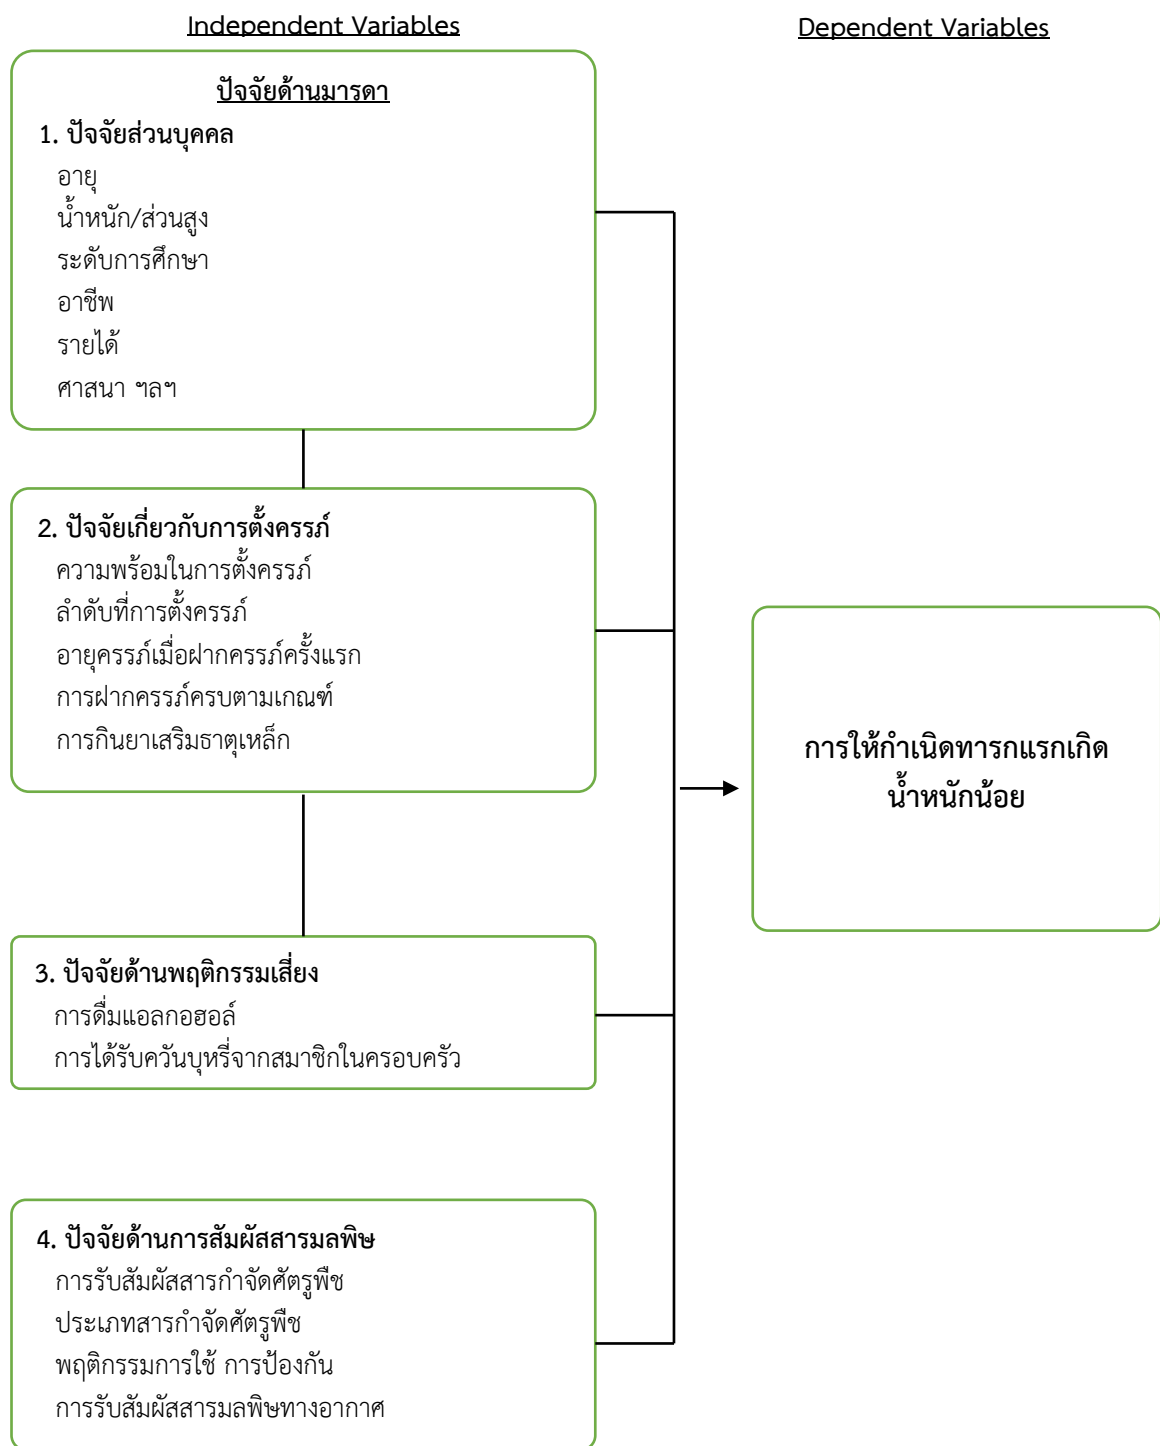 Independent Variables
Dependent Variables
ปัจจัยด้านมารดา
1. ปัจจัยส่วนบุคคล
อายุ
น้ำหนัก/ส่วนสูง
ระดับการศึกษา
อาชีพ
รายได้
ศาสนา ฯลฯ
2. ปัจจัยเกี่ยวกับการตั้งครรภ์
ความพร้อมในการตั้งครรภ์
ลำดับที่การตั้งครรภ์
อายุครรภ์เมื่อฝากครรภ์ครั้งแรก
การฝากครรภ์ครบตามเกณฑ์
การกินยาเสริมธาตุเหล็ก
3. ปัจจัยด้านพฤติกรรมเสี่ยง
การดื่มแอลกอฮอล์
การได้รับควันบุหรี่จากสมาชิกในครอบครัว
4. ปัจจัยด้านการสัมผัสสารมลพิษ
การรับสัมผัสสารกำจัดศัตรูพืช
ประเภทสารกำจัดศัตรูพืช
พฤติกรรมการใช้ การป้องกัน
การรับสัมผัสสารมลพิษทางอากาศ
การให้กำเนิดทารกแรกเกิด
น้ำหนักน้อย